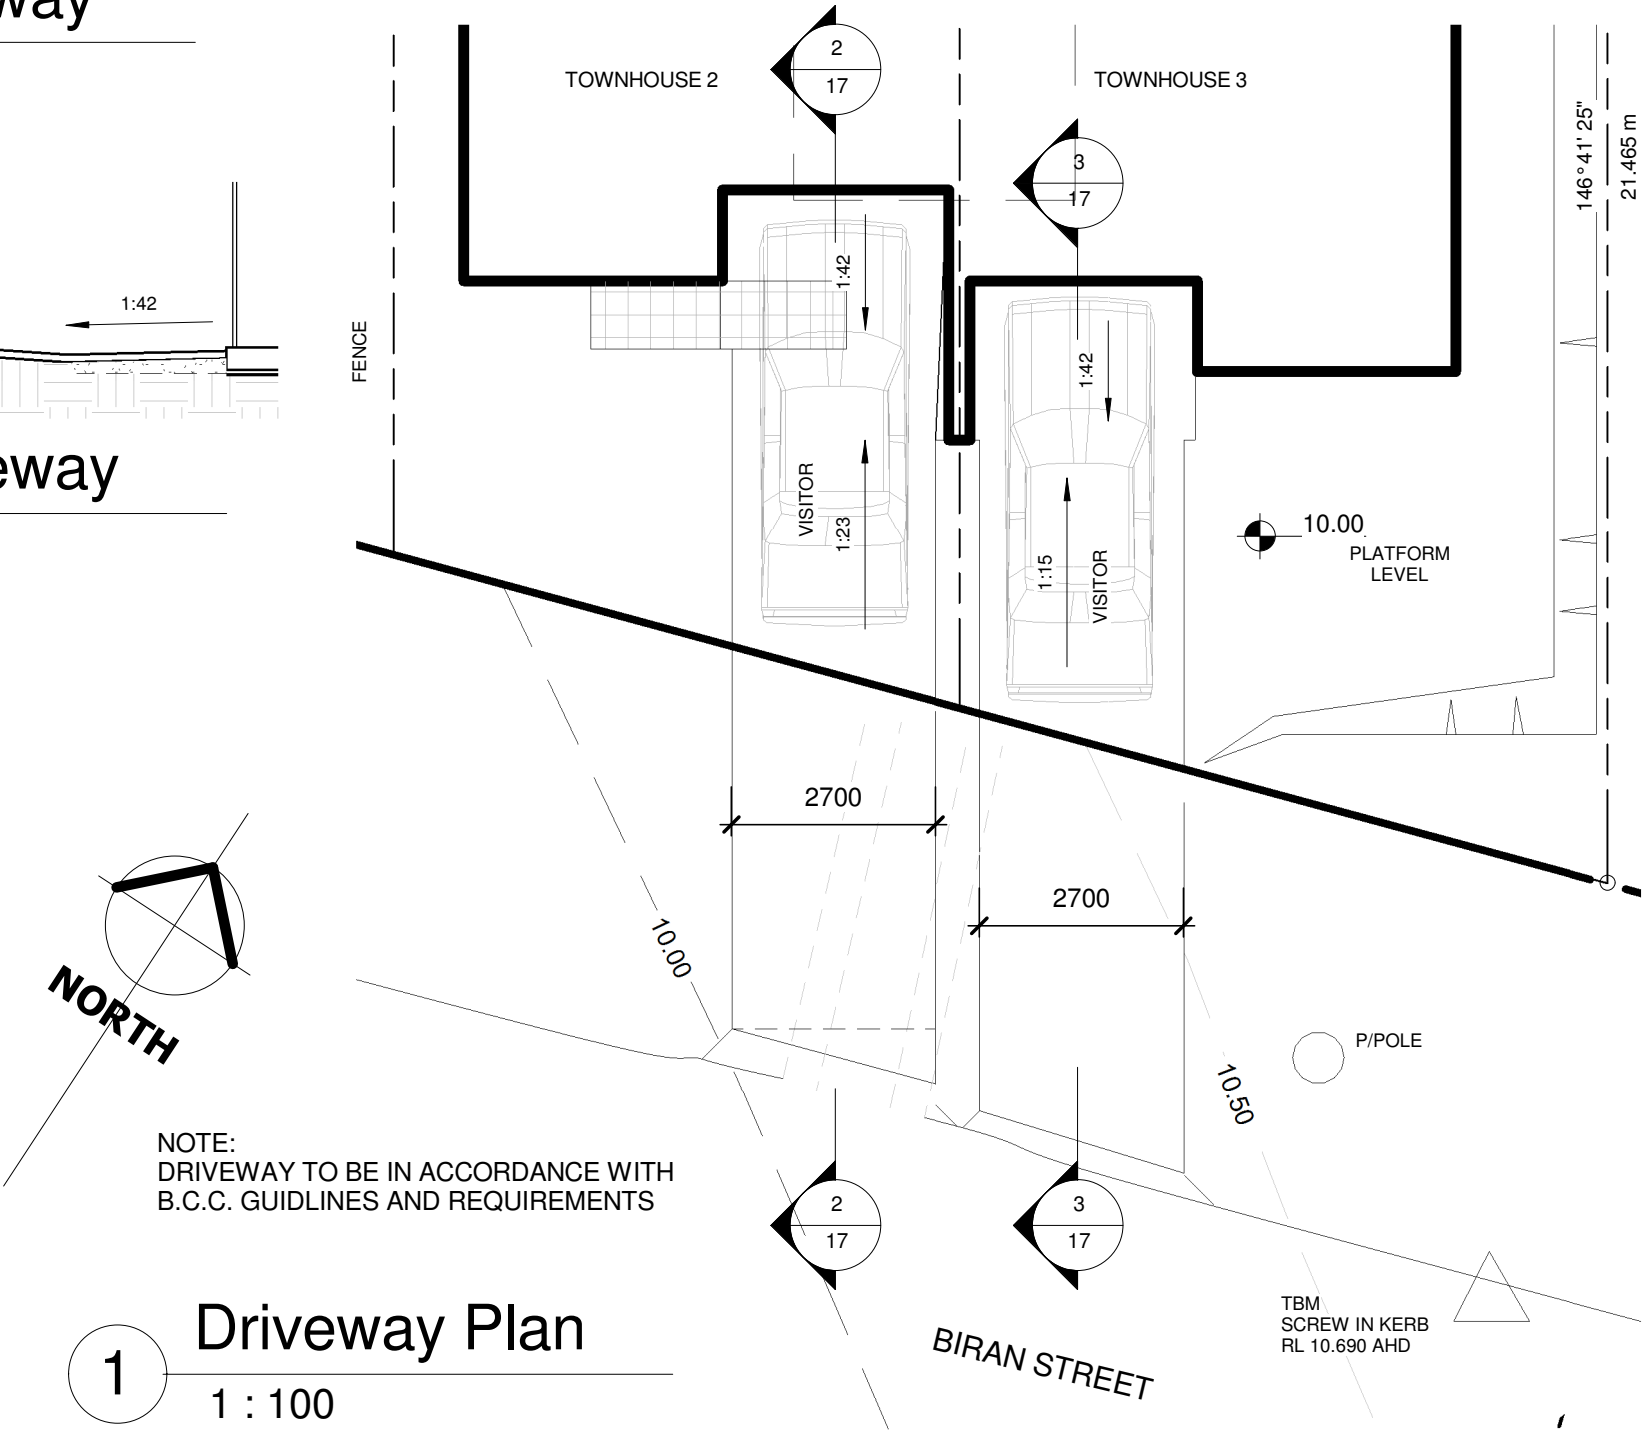 way
2
17
TOWNHOUSE 2
TOWNHOUSE 3
3
17
146° 41' 25"
21.465 m
1:42
1:42
1:42
FENCE
eway
VISITOR
1:23
1:15
VISITOR
10.00
PLATFORM
LEVEL
2700
2700
10.00
10.50
P/POLE
NORTH
NOTE:
DRIVEWAY TO BE IN ACCORDANCE WITH
B.C.C. GUIDLINES AND REQUIREMENTS
2
17
3
17
TBM
SCREW IN KERB
RL 10.690 AHD
BIRAN STREET
1
Driveway Plan
1 : 100